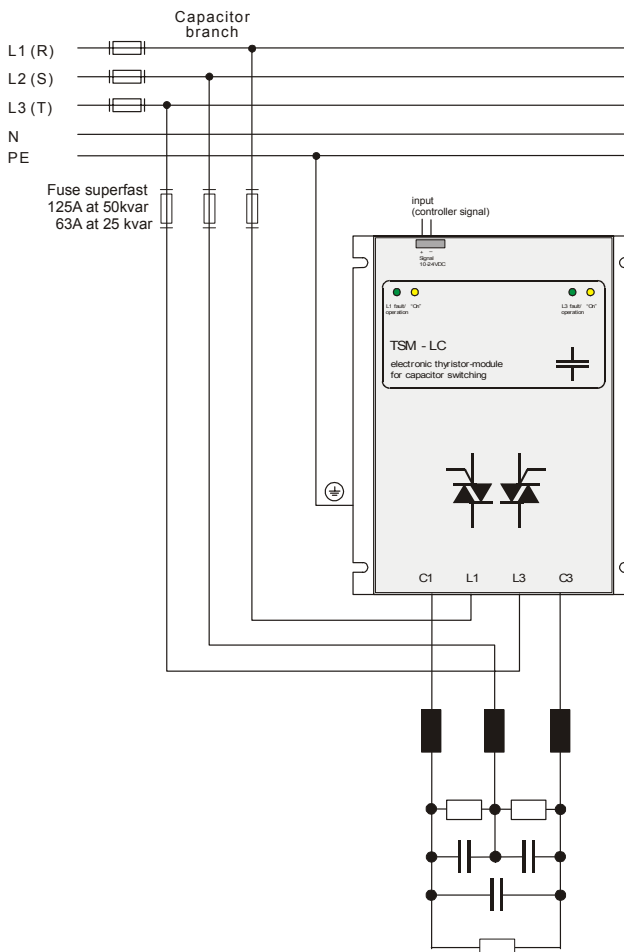 Capacitor
branch
L1 (R)
L2 (S)
L3 (T)
N
PE
Fuse superfast
125A at 50kvar
63A at 25 kvar
input
(controller signal)
+ -
Signal
10-24VDC
L1 fault/ "On"
operation
L3 fault/ "On"
operation
TSM - LC
electronic thyristor-module
for capacitor switching
C1 L1 L3 C3